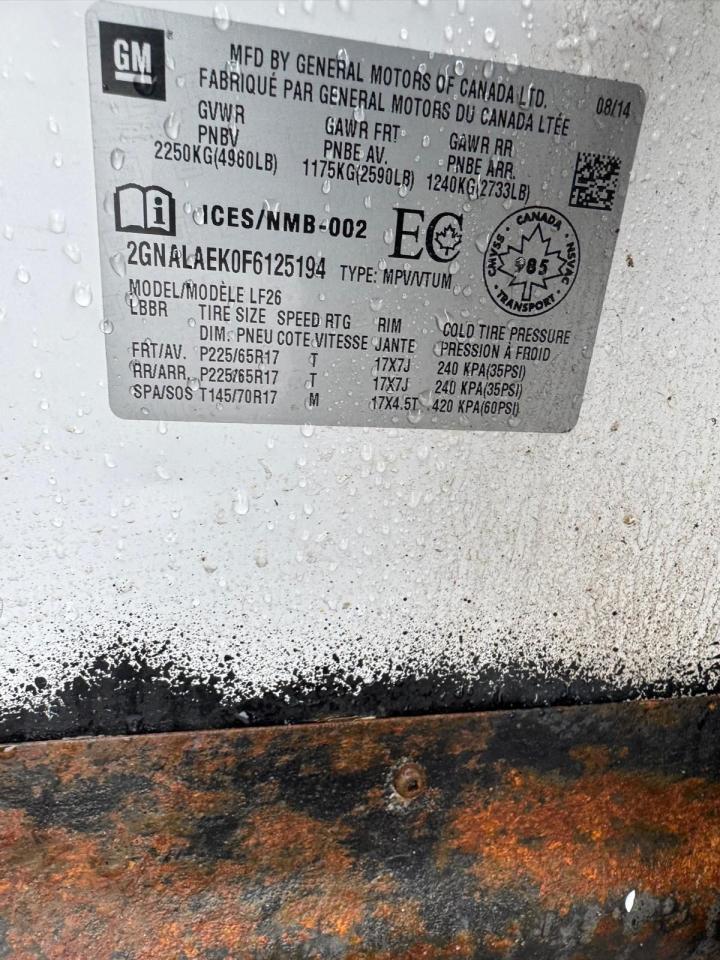 GM
MFD BY GENERAL MOTORS OF CANADA LTD.
FABRIQUÉ PAR GENERAL MOTORS DU CANADA LTÉE
08/14
GVWR GAWR FRT GAWR RR
PNBV PNBE AV. PNBE ARR.
2250KG(4960LB) 1175KG(2590LB) 1240KG(2733LB)
ICES/NMB-002 EC
CANADA
CMVSS 985 NSVAC
TRANSPORT
2GNALAEK0F6125194 TYPE: MPV/VTUM
MODEL/MODÈLE LF26
LBBR TIRE SIZE SPEED RTG RIM COLD TIRE PRESSURE
DIM. PNEU COTE VITESSE JANTE PRESSION À FROID
FRT/AV. P225/65R17 T 17X7J 240 KPA(35PSI)
RR/ARR. P225/65R17 T 17X7J 240 KPA(35PSI)
SPA/SOS T145/70R17 M 17X4.5T 420 KPA(60PSI)